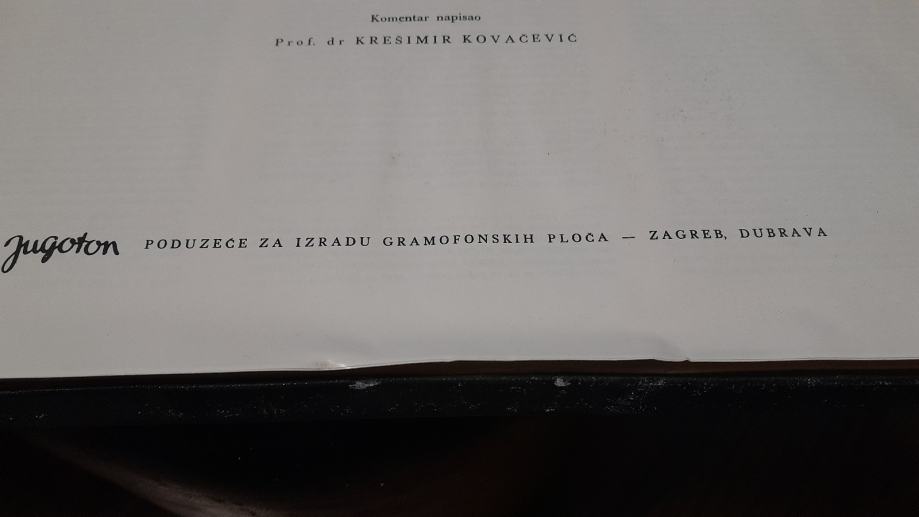 Komentar napisao
Prof. dr KREŠIMIR KOVAČEVIĆ
Jugoton PODUZEĆE ZA IZRADU GRAMOFONSKIH PLOČA — ZAGREB, DUBRAVA